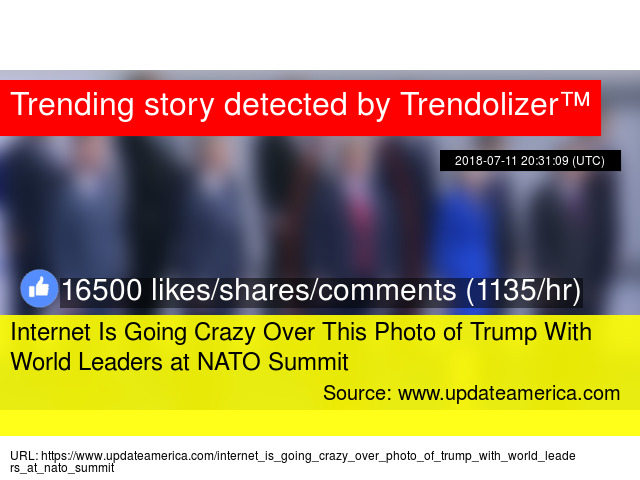 Trending story detected by Trendolizer™
2018-07-11 20:31:09 (UTC)
16500 likes/shares/comments (1135/hr)
Internet Is Going Crazy Over This Photo of Trump With
World Leaders at NATO Summit
Source: www.updateamerica.com
URL: https://www.updateamerica.com/internet_is_going_crazy_over_photo_of_trump_with_world_leade
rs_at_nato_summit